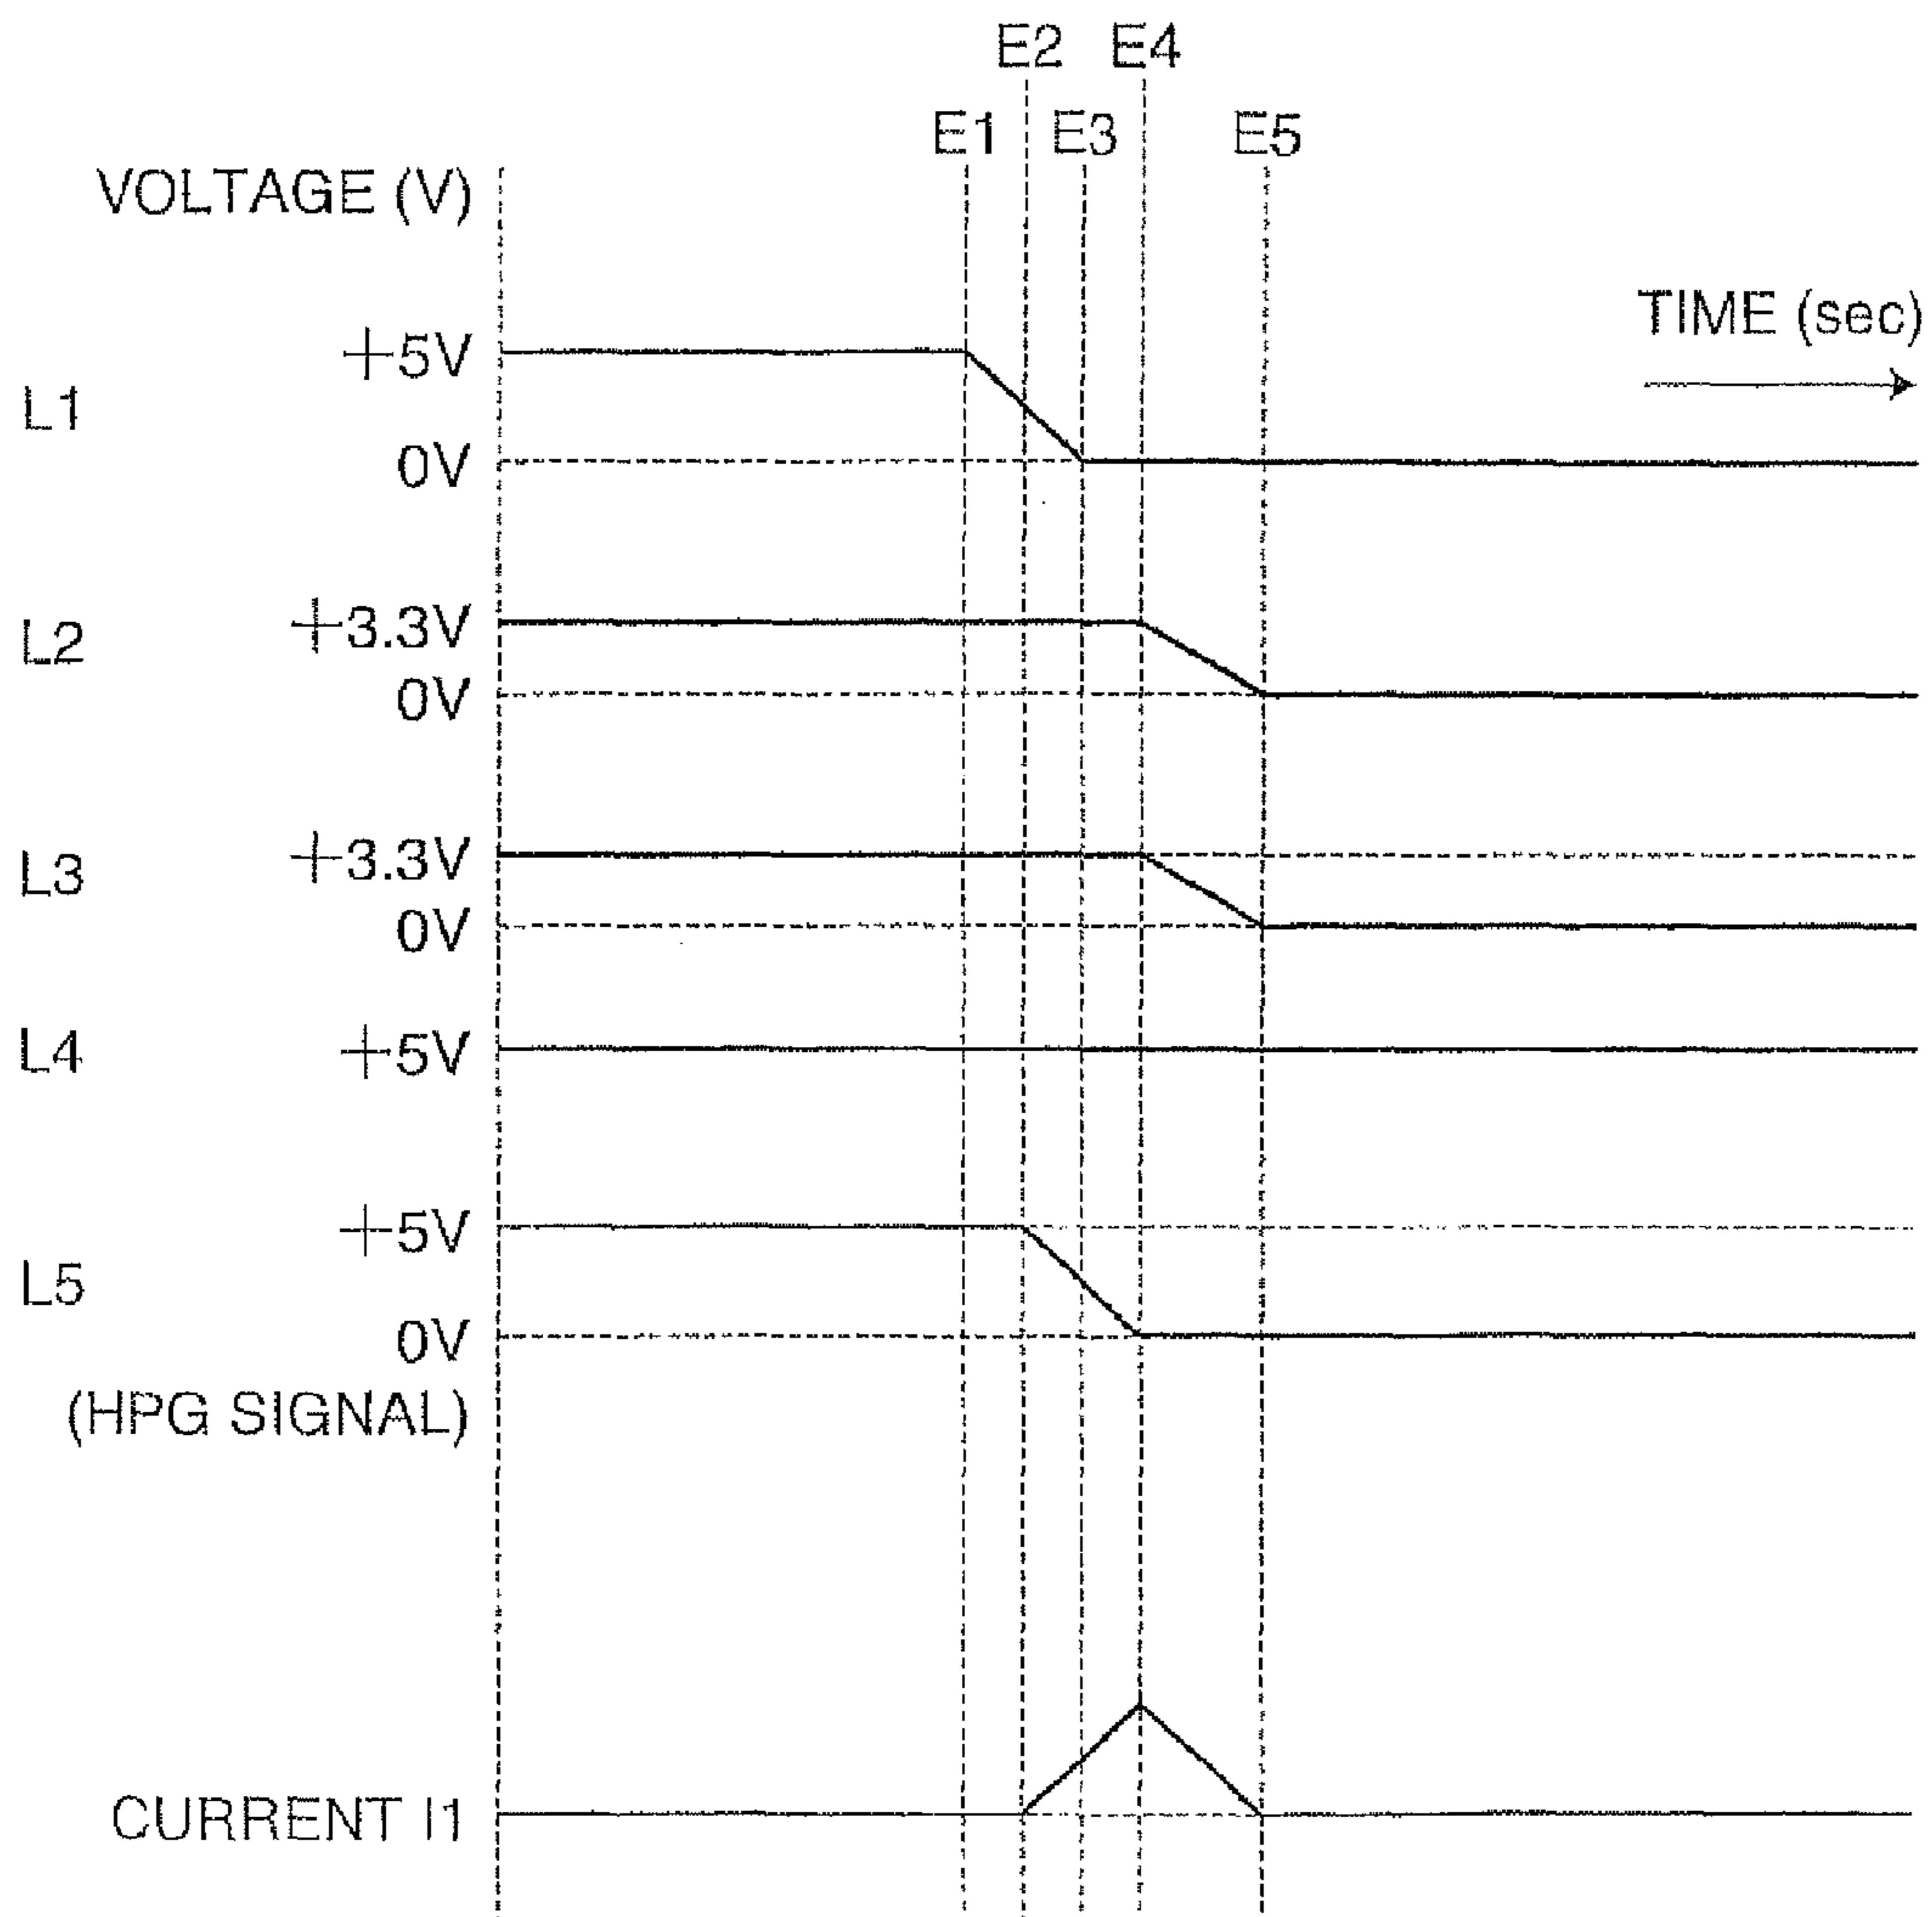 E2 E4
E1 E3 E5
VOLTAGE (V)
TIME (sec)
+5V
L1
0V
L2 +3.3V
0V
L3 +3.3V
0V
L4 +5V
+5V
L5
0V
(HPG SIGNAL)
CURRENT I1